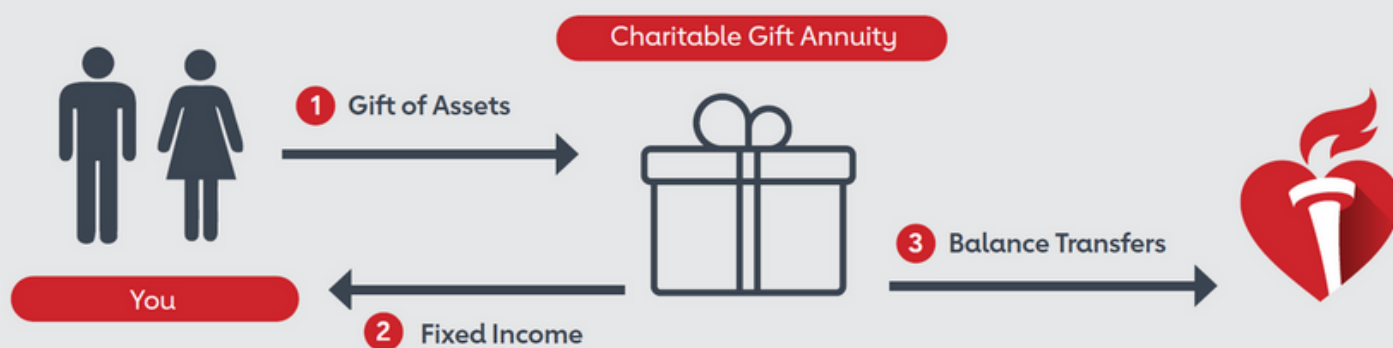 Charitable Gift Annuity
1 Gift of Assets
3 Balance Transfers
You
2 Fixed Income